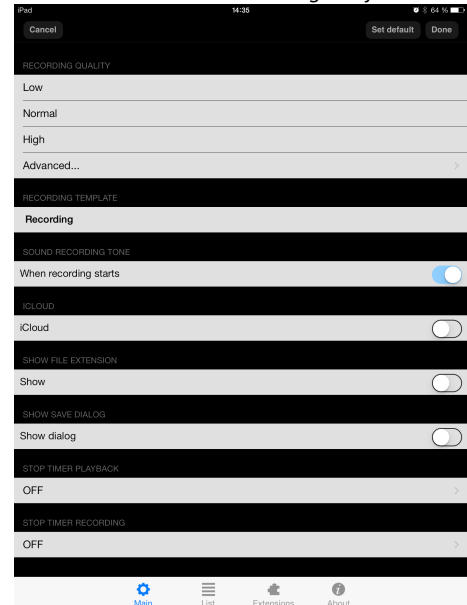 iPad 14:35 64 %
Cancel Set default Done
RECORDING QUALITY
Low
Normal
High
Advanced...
RECORDING TEMPLATE
Recording
SOUND RECORDING TONE
When recording starts
ICLOUD
iCloud
SHOW FILE EXTENSION
Show
SHOW SAVE DIALOG
Show dialog
STOP TIMER PLAYBACK
OFF
STOP TIMER RECORDING
OFF
Main List Extensions About